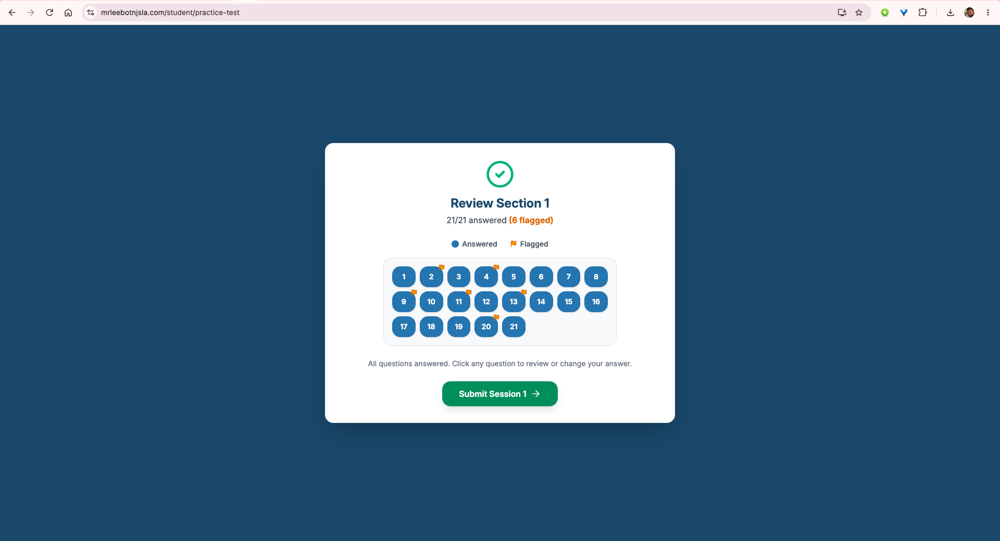 mrleebotnjsla.com/student/practice-test
Review Section 1
21/21 answered (6 flagged)
Answered Flagged
1 2 3 4 5 6 7 8
9 10 11 12 13 14 15 16
17 18 19 20 21
All questions answered. Click any question to review or change your answer.
Submit Session 1